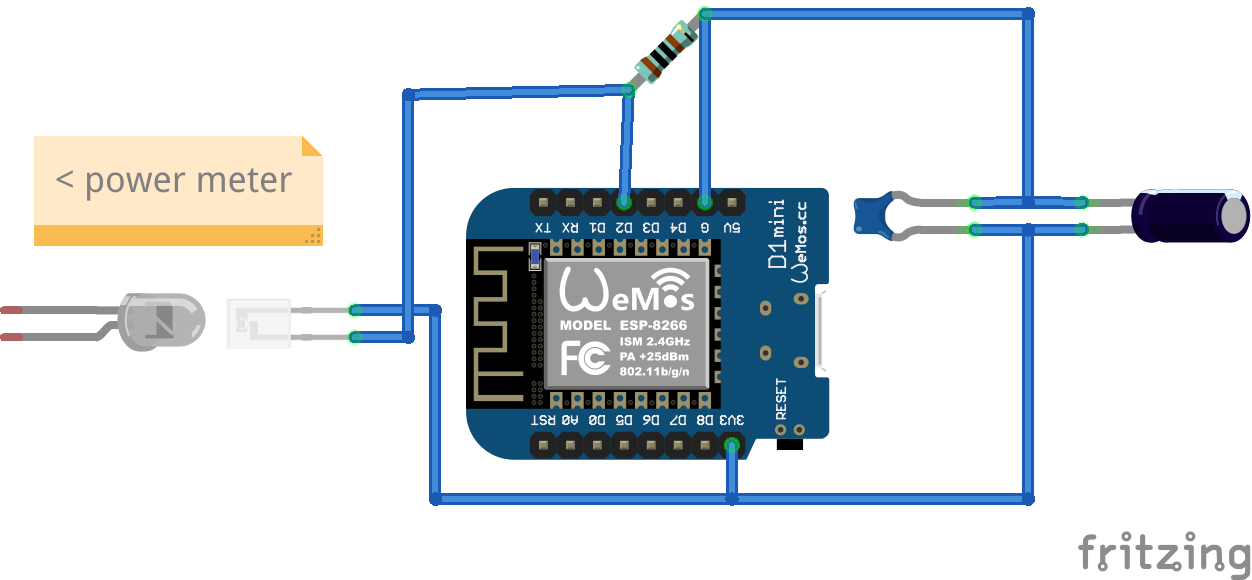 < power meter
TX RX D1 D2 D3 D4 G 5V
D1 mini
WeMos.cc
WeMos
MODEL ESP-8266
ISM 2.4GHz
PA +25dBm
802.11b/g/n
FC
RESET
RST A0 D0 D5 D6 D7 D8 3V3
fritzing